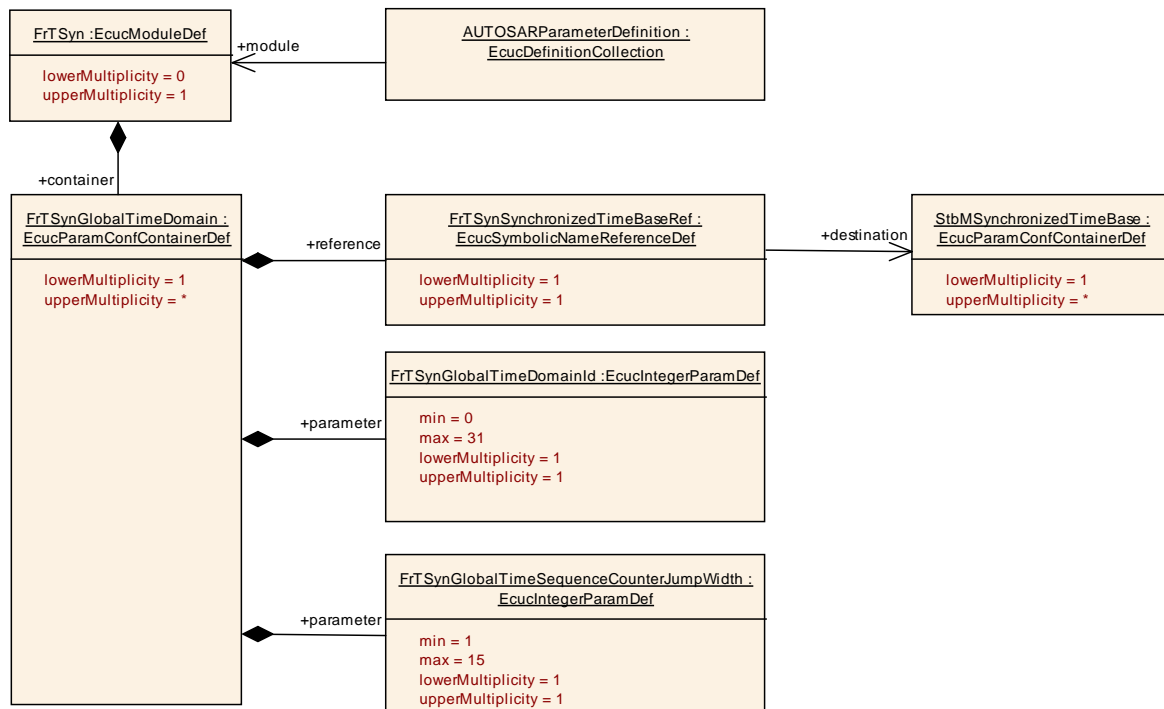 FrTSyn :EcucModuleDef
lowerMultiplicity = 0
upperMultiplicity = 1
+module
AUTOSARParameterDefinition :
EcucDefinitionCollection
+container
FrTSynGlobalTimeDomain :
EcucParamConfContainerDef
lowerMultiplicity = 1
upperMultiplicity = *
+reference
FrTSynSynchronizedTimeBaseRef :
EcucSymbolicNameReferenceDef
lowerMultiplicity = 1
upperMultiplicity = 1
+destination
StbMSynchronizedTimeBase :
EcucParamConfContainerDef
lowerMultiplicity = 1
upperMultiplicity = *
+parameter
FrTSynGlobalTimeDomainId :EcucIntegerParamDef
min = 0
max = 31
lowerMultiplicity = 1
upperMultiplicity = 1
+parameter
FrTSynGlobalTimeSequenceCounterJumpWidth :
EcucIntegerParamDef
min = 1
max = 15
lowerMultiplicity = 1
upperMultiplicity = 1